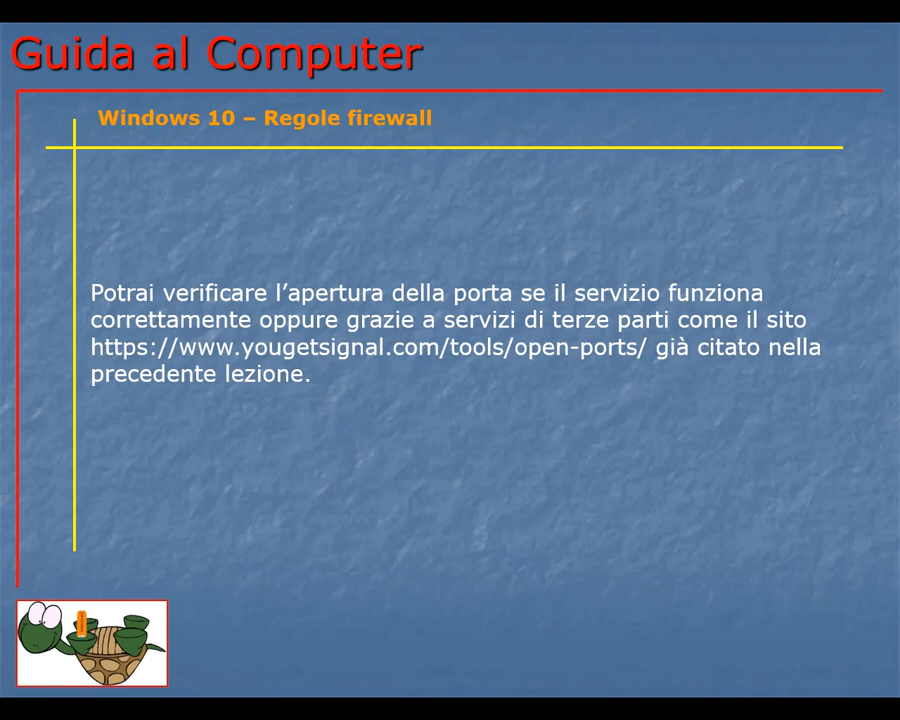 Guida al Computer
Windows 10 – Regole firewall
Potrai verificare l’apertura della porta se il servizio funziona
correttamente oppure grazie a servizi di terze parti come il sito
https://www.yougetsignal.com/tools/open-ports/ già citato nella
precedente lezione.